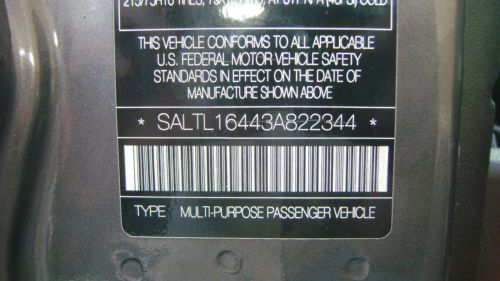 THIS VEHICLE CONFORMS TO ALL APPLICABLE
U.S. FEDERAL MOTOR VEHICLE SAFETY
STANDARDS IN EFFECT ON THE DATE OF
MANUFACTURE SHOWN ABOVE
* SALTL16443A822344 *
TYPE MULTI-PURPOSE PASSENGER VEHICLE